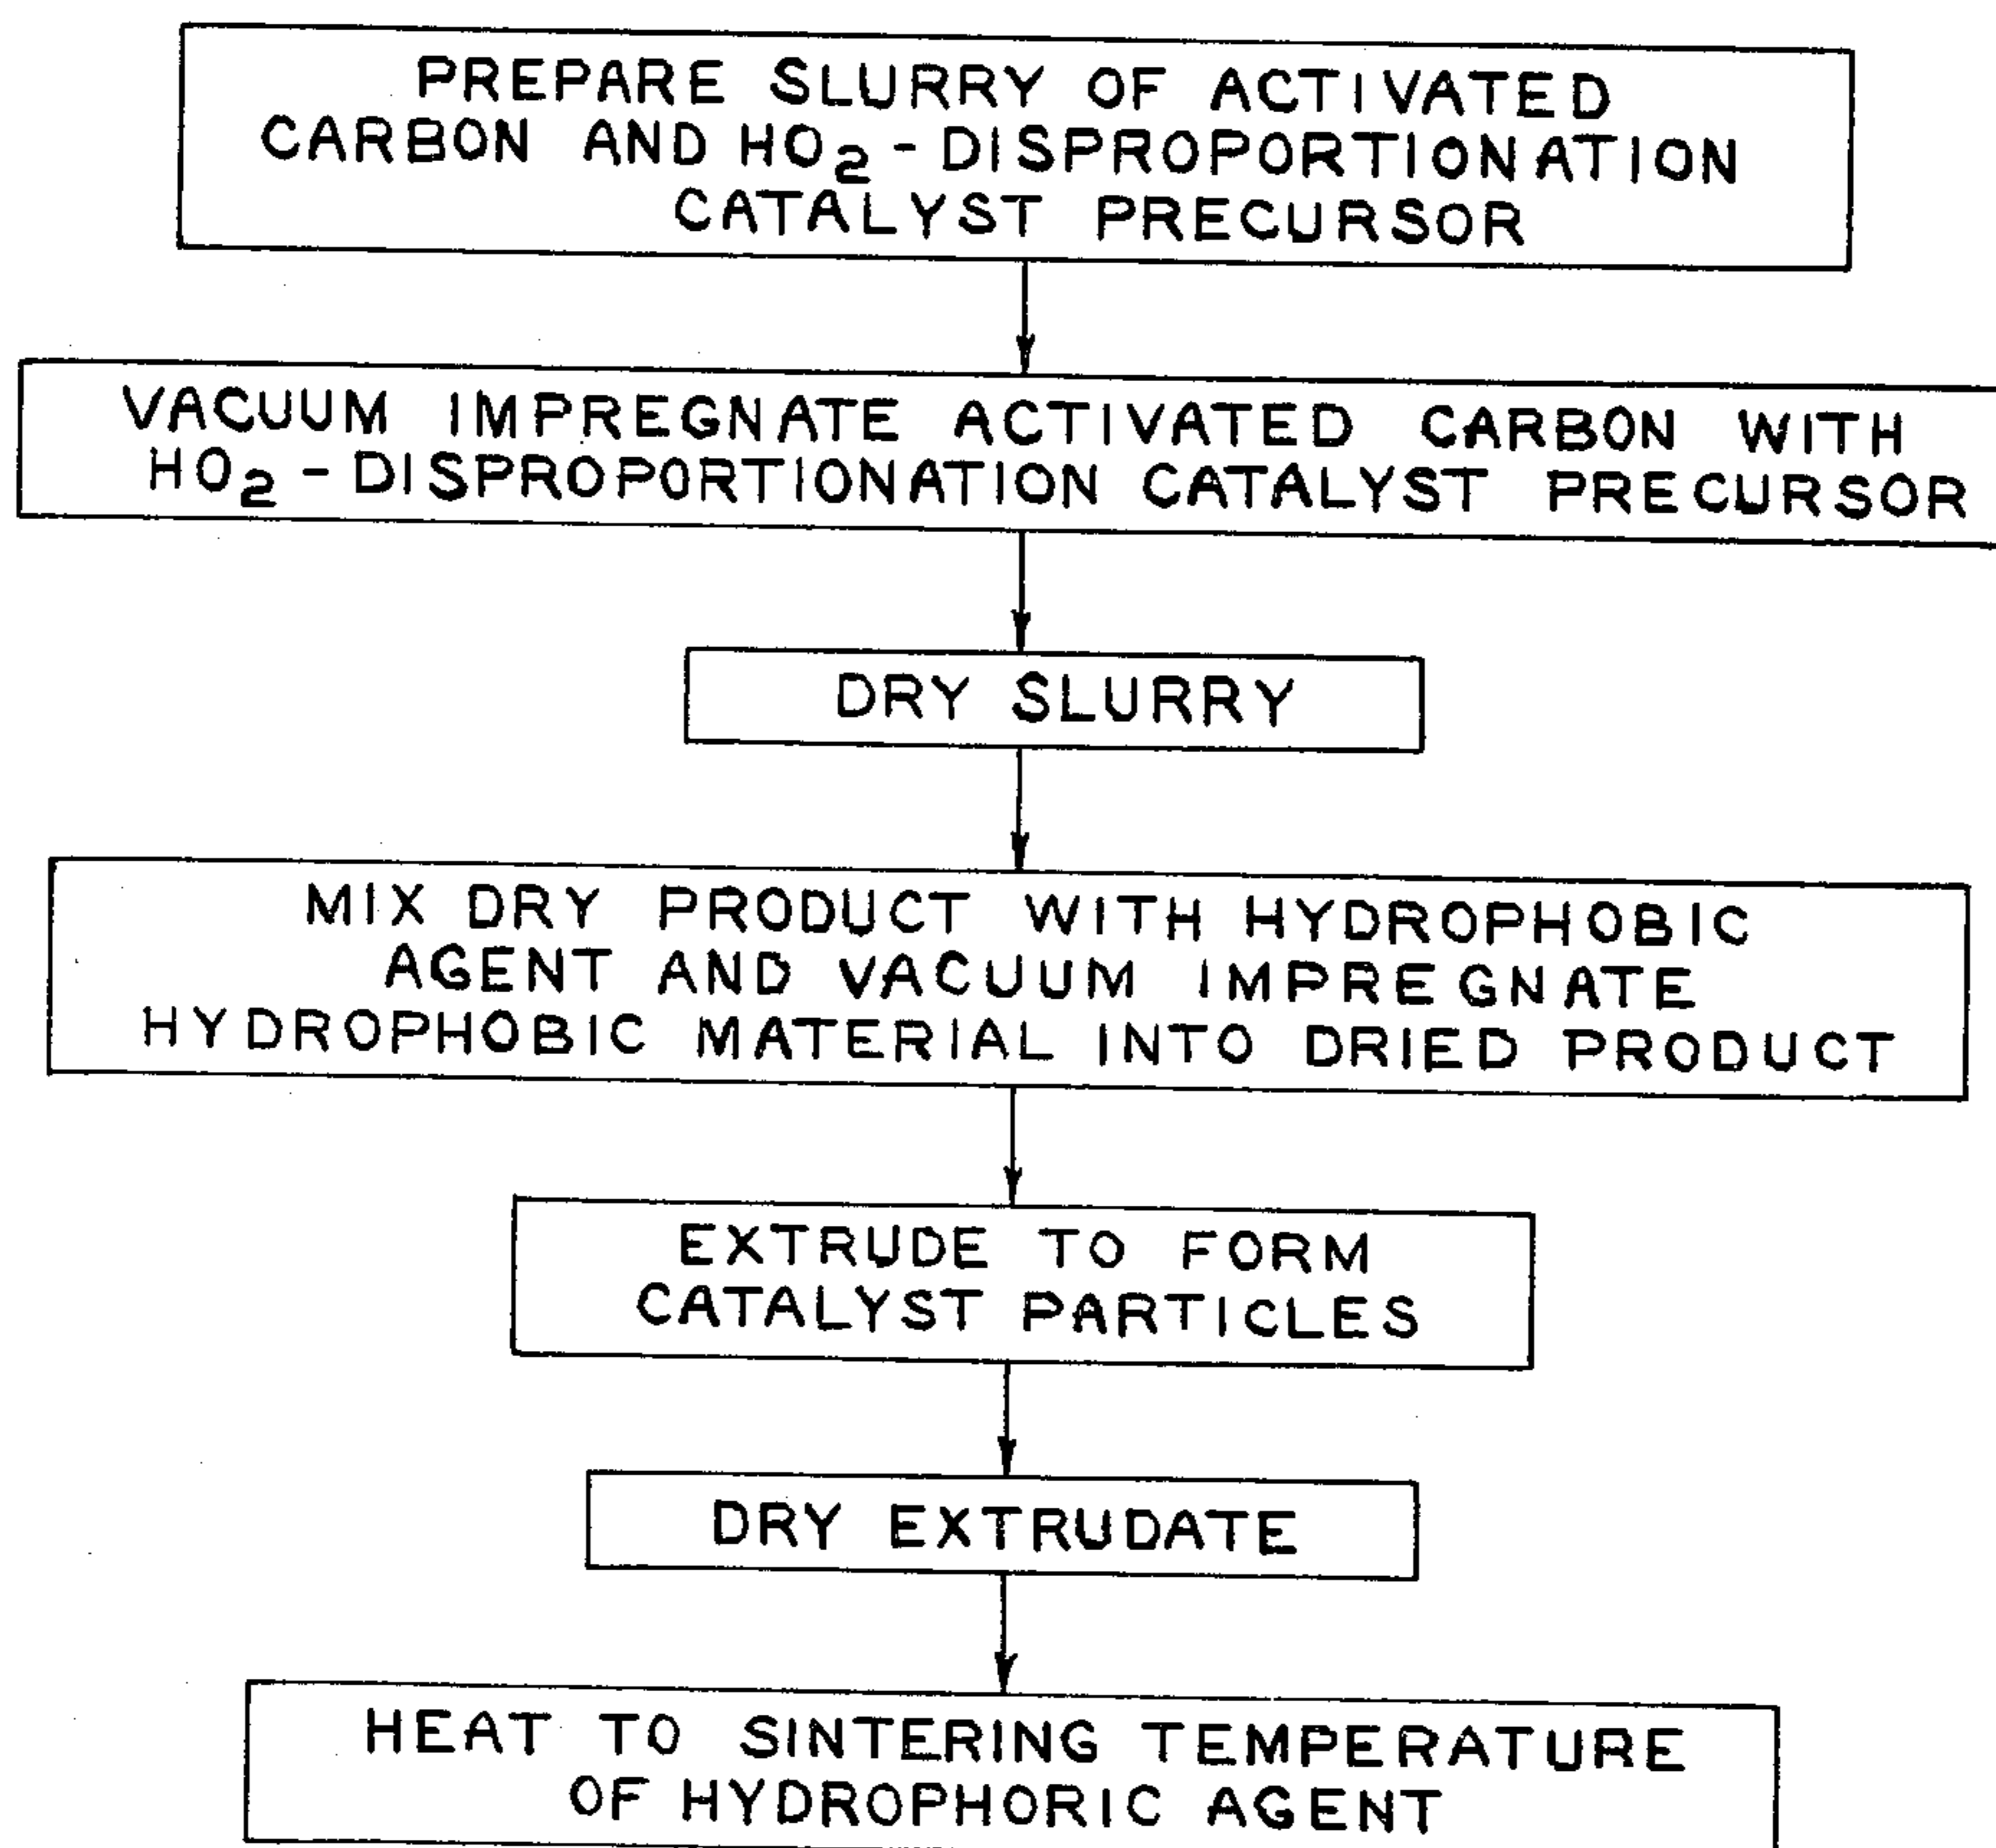 PREPARE SLURRY OF ACTIVATED
CARBON AND HO₂-DISPROPORTIONATION
CATALYST PRECURSOR
VACUUM IMPREGNATE ACTIVATED CARBON WITH
HO₂-DISPROPORTIONATION CATALYST PRECURSOR
DRY SLURRY
MIX DRY PRODUCT WITH HYDROPHOBIC
AGENT AND VACUUM IMPREGNATE
HYDROPHOBIC MATERIAL INTO DRIED PRODUCT
EXTRUDE TO FORM
CATALYST PARTICLES
DRY EXTRUDATE
HEAT TO SINTERING TEMPERATURE
OF HYDROPHORIC AGENT